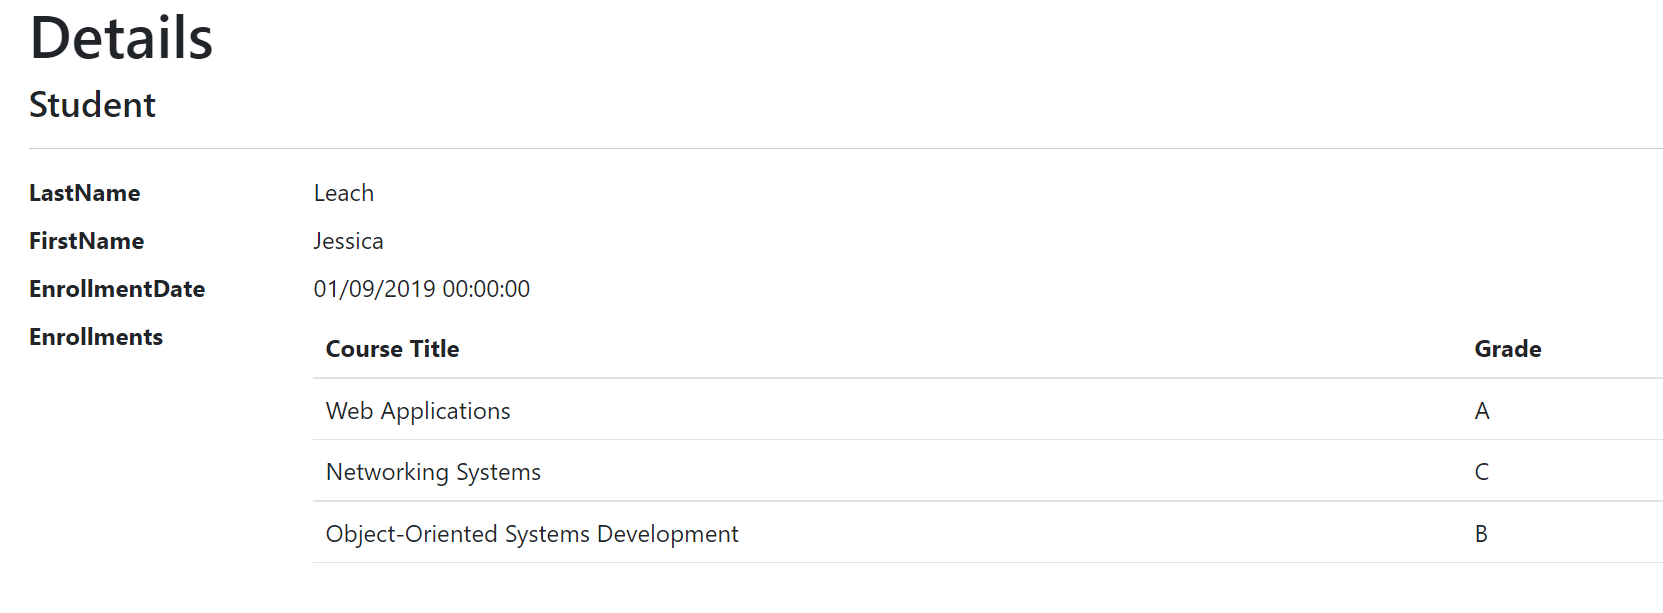 Details
Student
LastName Leach
FirstName Jessica
EnrollmentDate 01/09/2019 00:00:00
Enrollments
Course Title Grade
Web Applications A
Networking Systems C
Object-Oriented Systems Development B